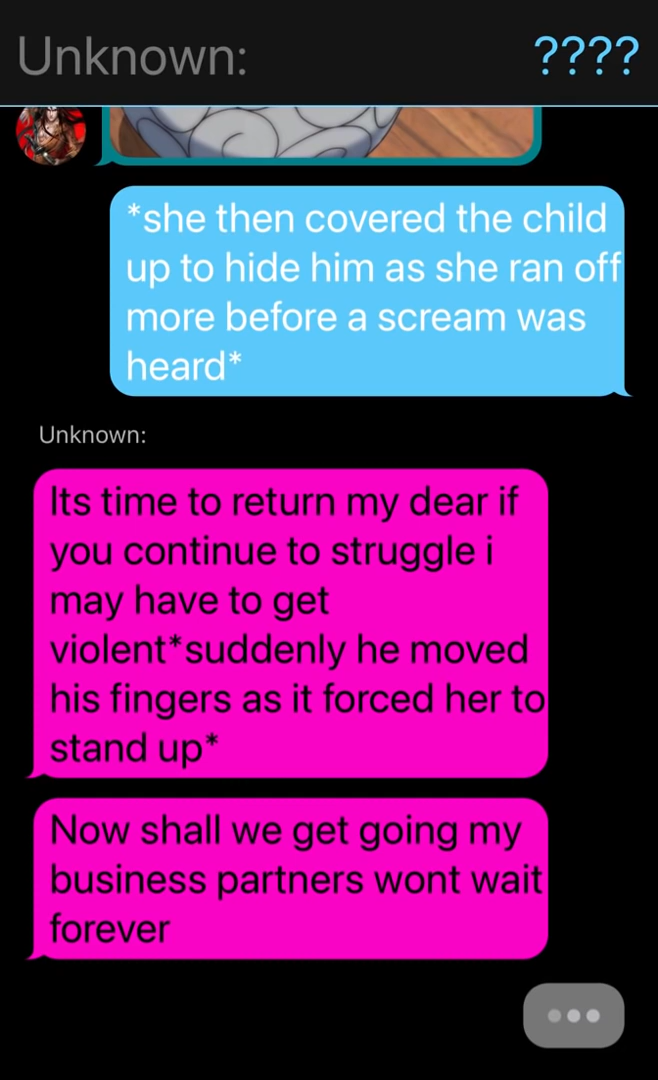 Unknown:
????
*she then covered the child
up to hide him as she ran off
more before a scream was
heard*
Unknown:
Its time to return my dear if
you continue to struggle i
may have to get
violent*suddenly he moved
his fingers as it forced her to
stand up*
Now shall we get going my
business partners wont wait
forever